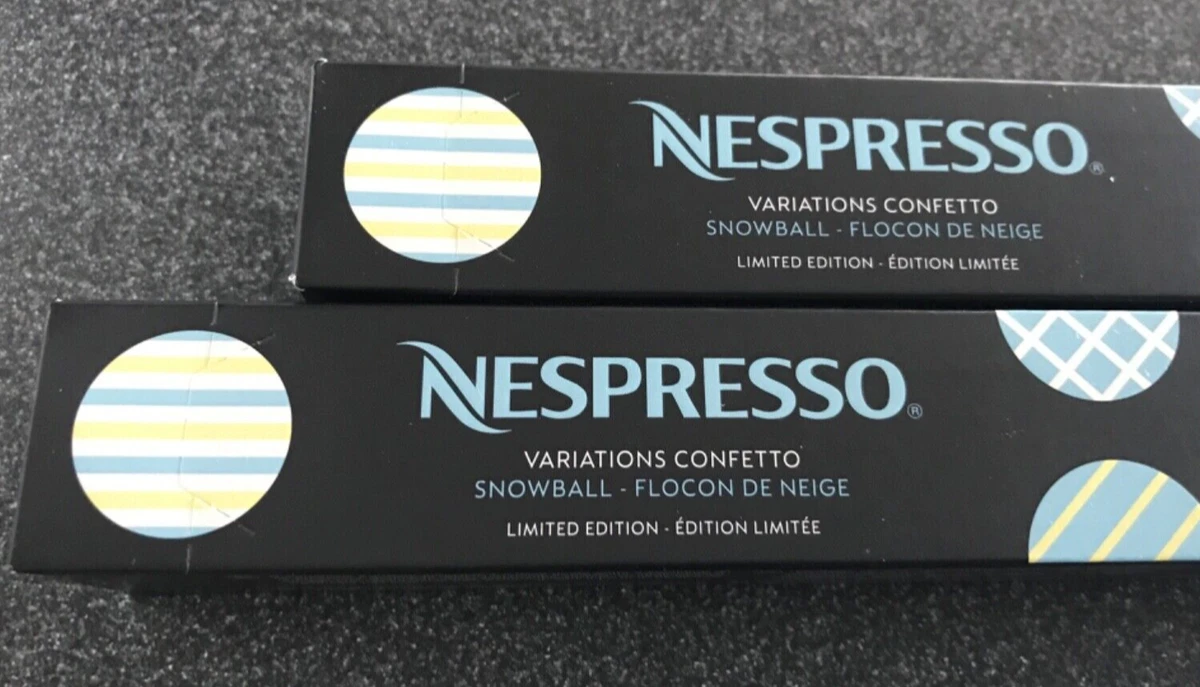 NESPRESSO®
VARIATIONS CONFETTO
SNOWBALL - FLOCON DE NEIGE
LIMITED EDITION - ÉDITION LIMITÉE
NESPRESSO®
VARIATIONS CONFETTO
SNOWBALL - FLOCON DE NEIGE
LIMITED EDITION - ÉDITION LIMITÉE